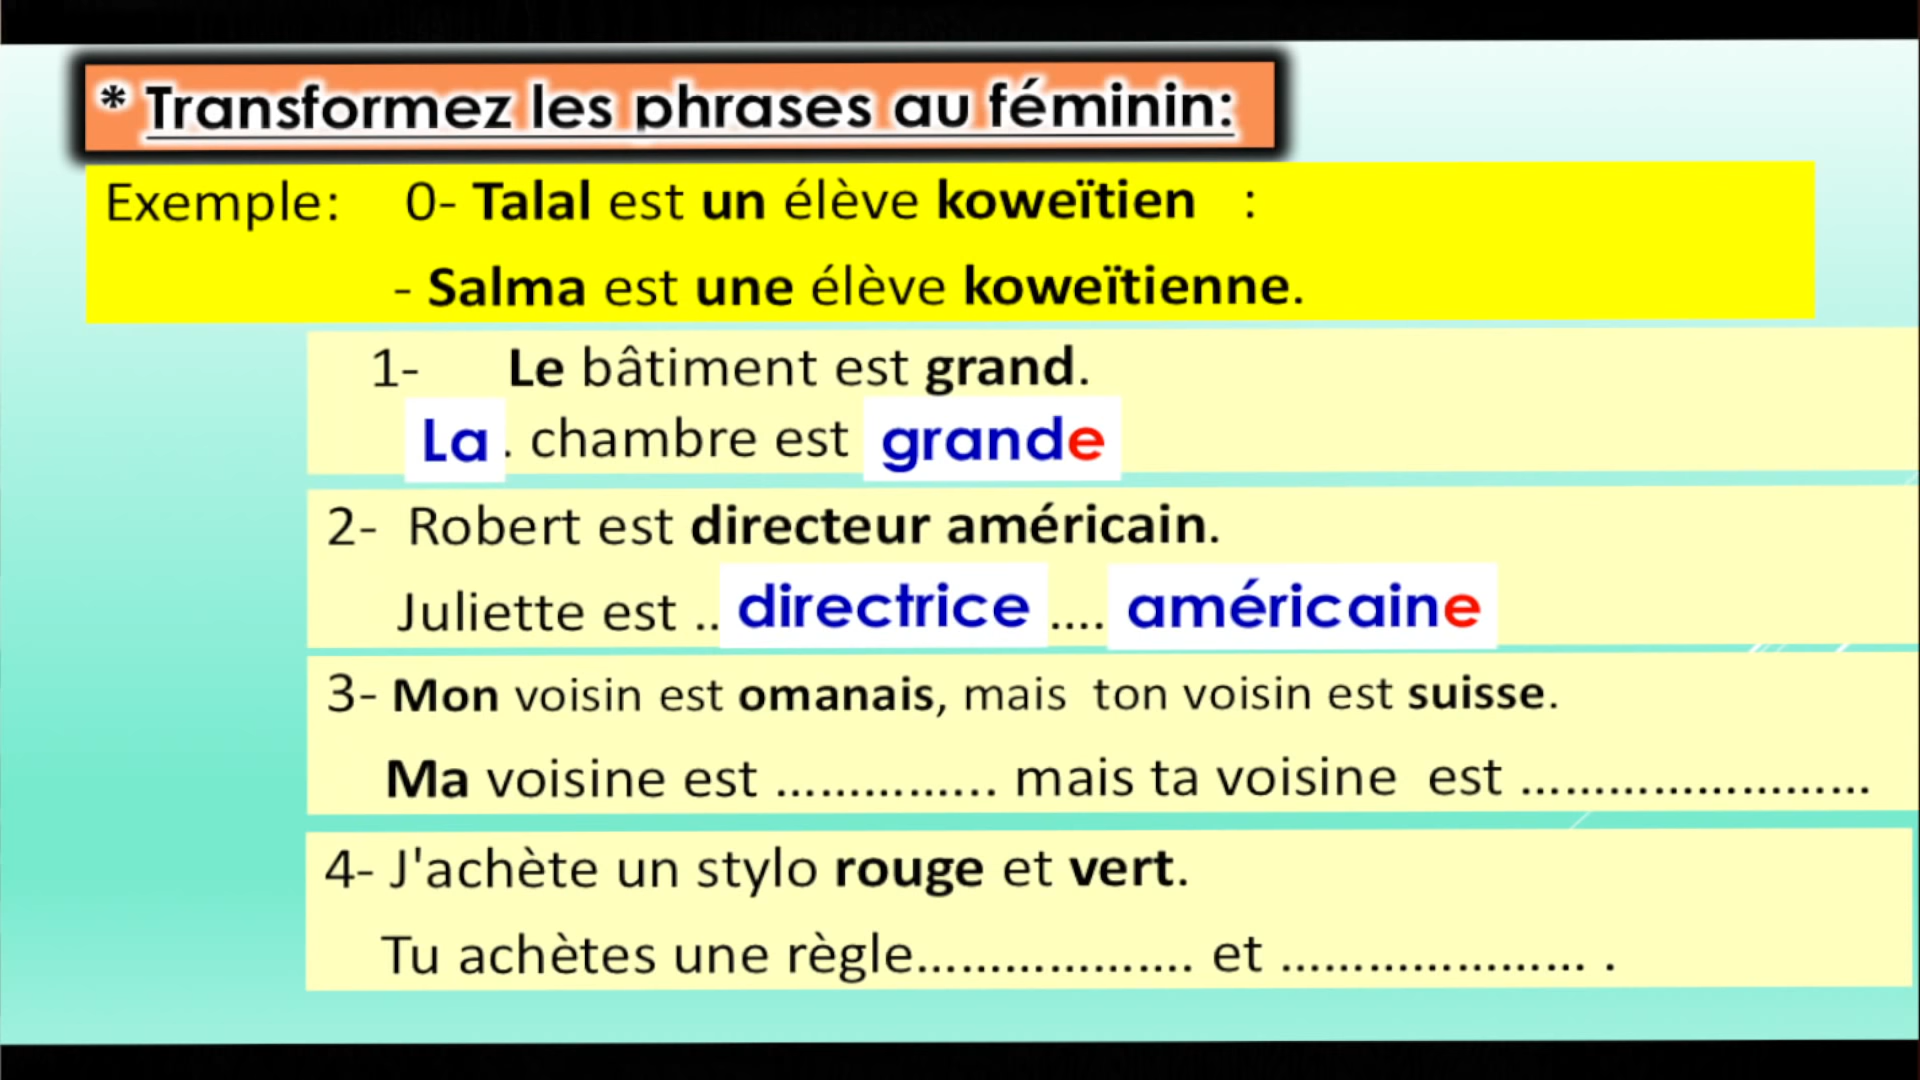 * Transformez les phrases au féminin:
Exemple: 0- Talal est un élève koweïtien :
- Salma est une élève koweïtienne.
1- Le bâtiment est grand.
La . chambre est grande
2- Robert est directeur américain.
Juliette est .. directrice .... américaine
3- Mon voisin est omanais, mais ton voisin est suisse.
Ma voisine est ............... mais ta voisine est ........................
4- J'achète un stylo rouge et vert.
Tu achètes une règle................... et ..................... .